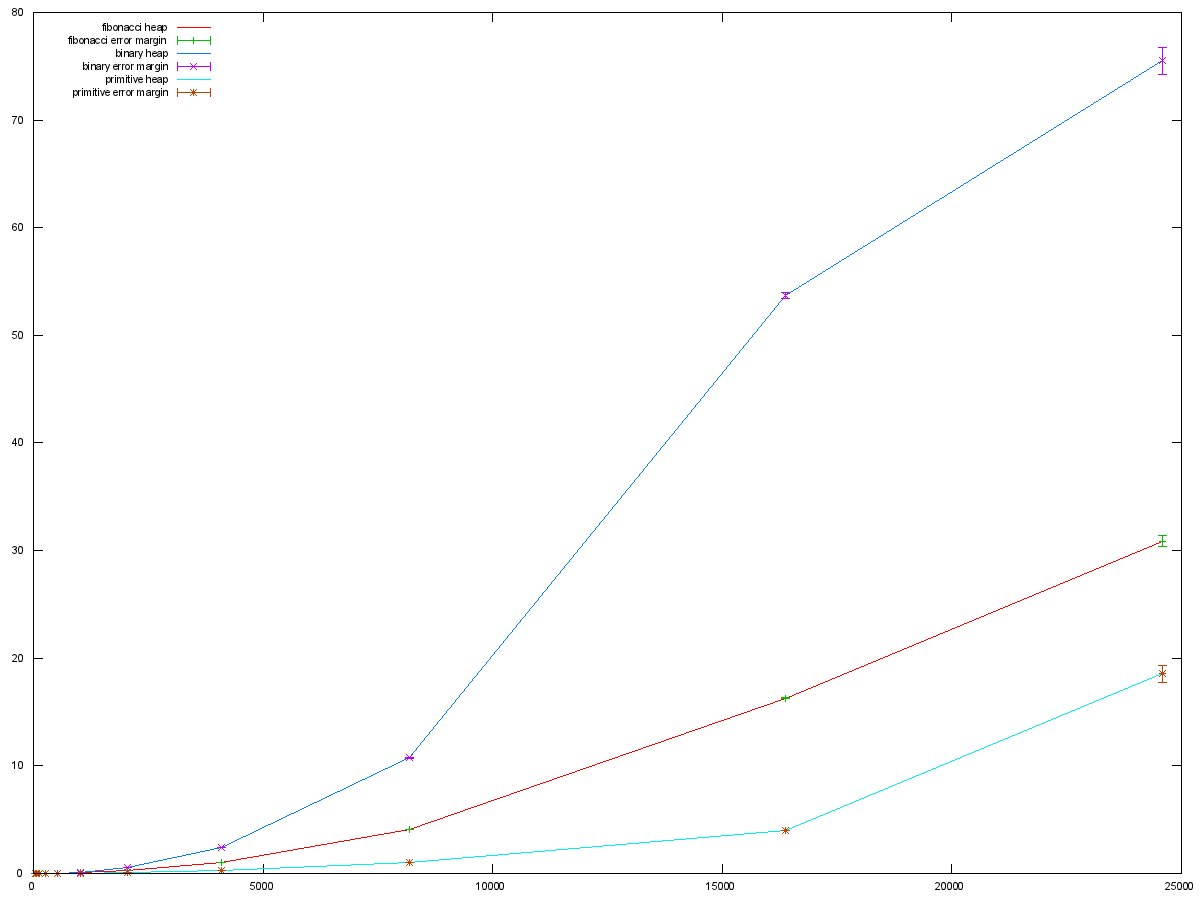 80
70
60
50
40
30
20
10
0
fibonacci heap
fibonacci error margin
binary heap
binary error margin
primitive heap
primitive error margin
0 5000 10000 15000 20000 25000